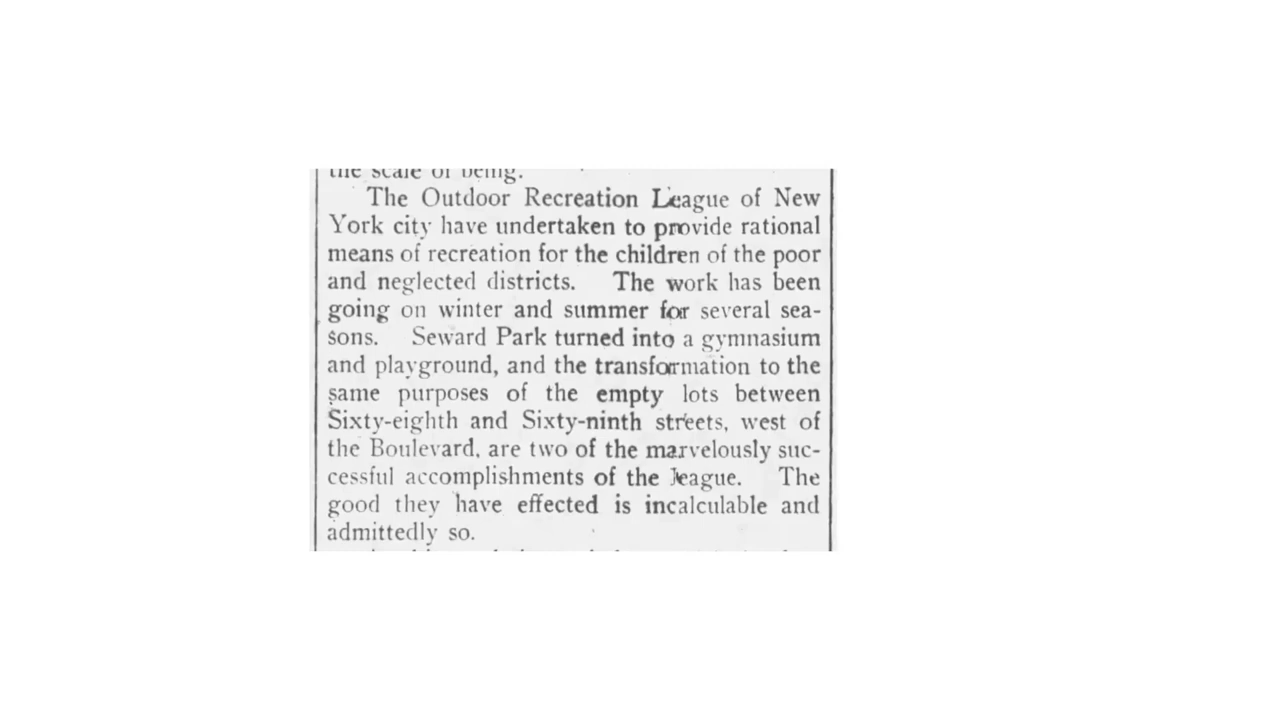 the scale of being.
The Outdoor Recreation League of New
York city have undertaken to provide rational
means of recreation for the children of the poor
and neglected districts. The work has been
going on winter and summer for several sea-
sons. Seward Park turned into a gymnasium
and playground, and the transformation to the
same purposes of the empty lots between
Sixty-eighth and Sixty-ninth streets, west of
the Boulevard, are two of the marvelously suc-
cessful accomplishments of the league. The
good they have effected is incalculable and
admittedly so.